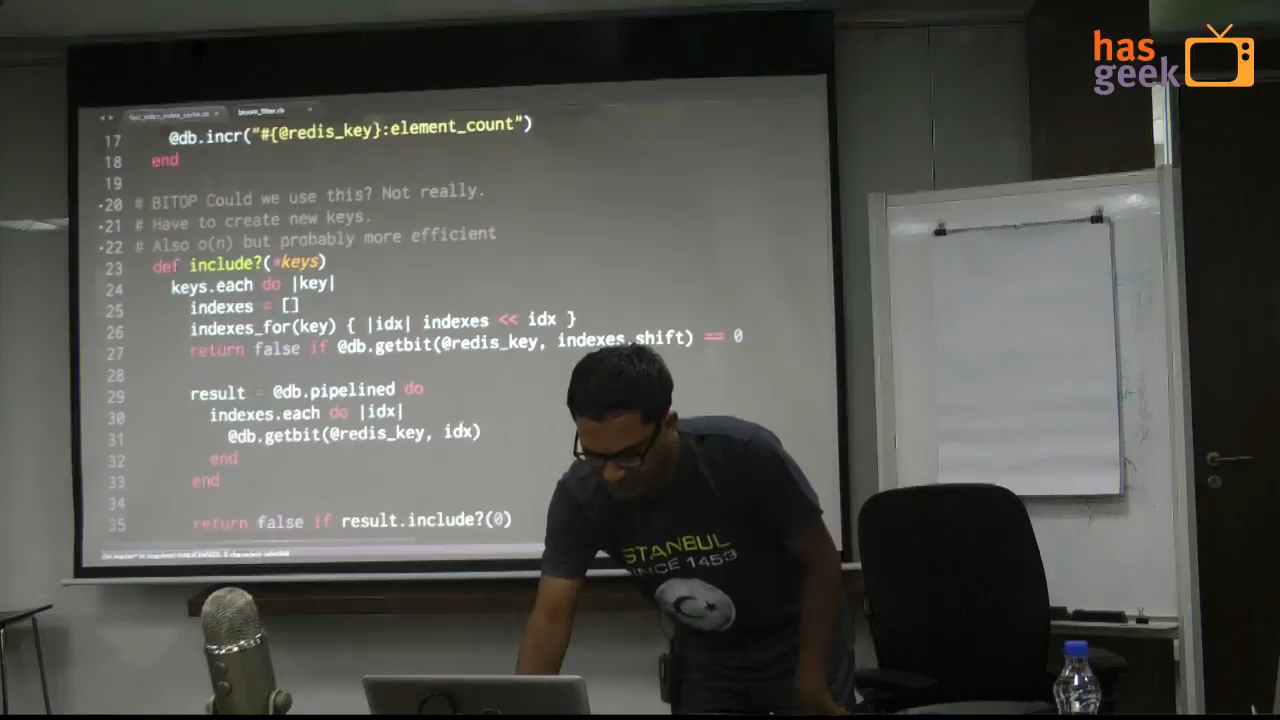 has
geek
bloom_filter.rb
17 @db.incr("#{@redis_key}:element_count")
18 end
19
20 # BITOP Could we use this? Not really.
21 # Have to create new keys.
22 # Also o(n) but probably more efficient
23 def include?(*keys)
24 keys.each do |key|
25 indexes = []
26 indexes_for(key) { |idx| indexes << idx }
27 return false if @db.getbit(@redis_key, indexes.shift) == 0
28
29 result = @db.pipelined do
30 indexes.each do |idx|
31 @db.getbit(@redis_key, idx)
32 end
33 end
34
35 return false if result.include?(0)
STANBUL
SINCE 1453